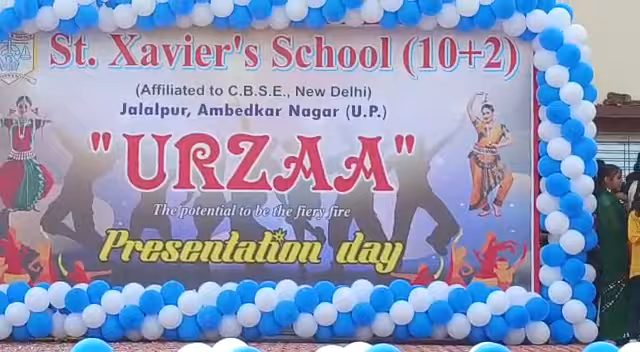 St. Xavier's School (10+2)
(Affiliated to C.B.S.E., New Delhi)
Jalalpur, Ambedkar Nagar (U.P.)
"URZAA"
The potential to be the fiery fire
Presentation day